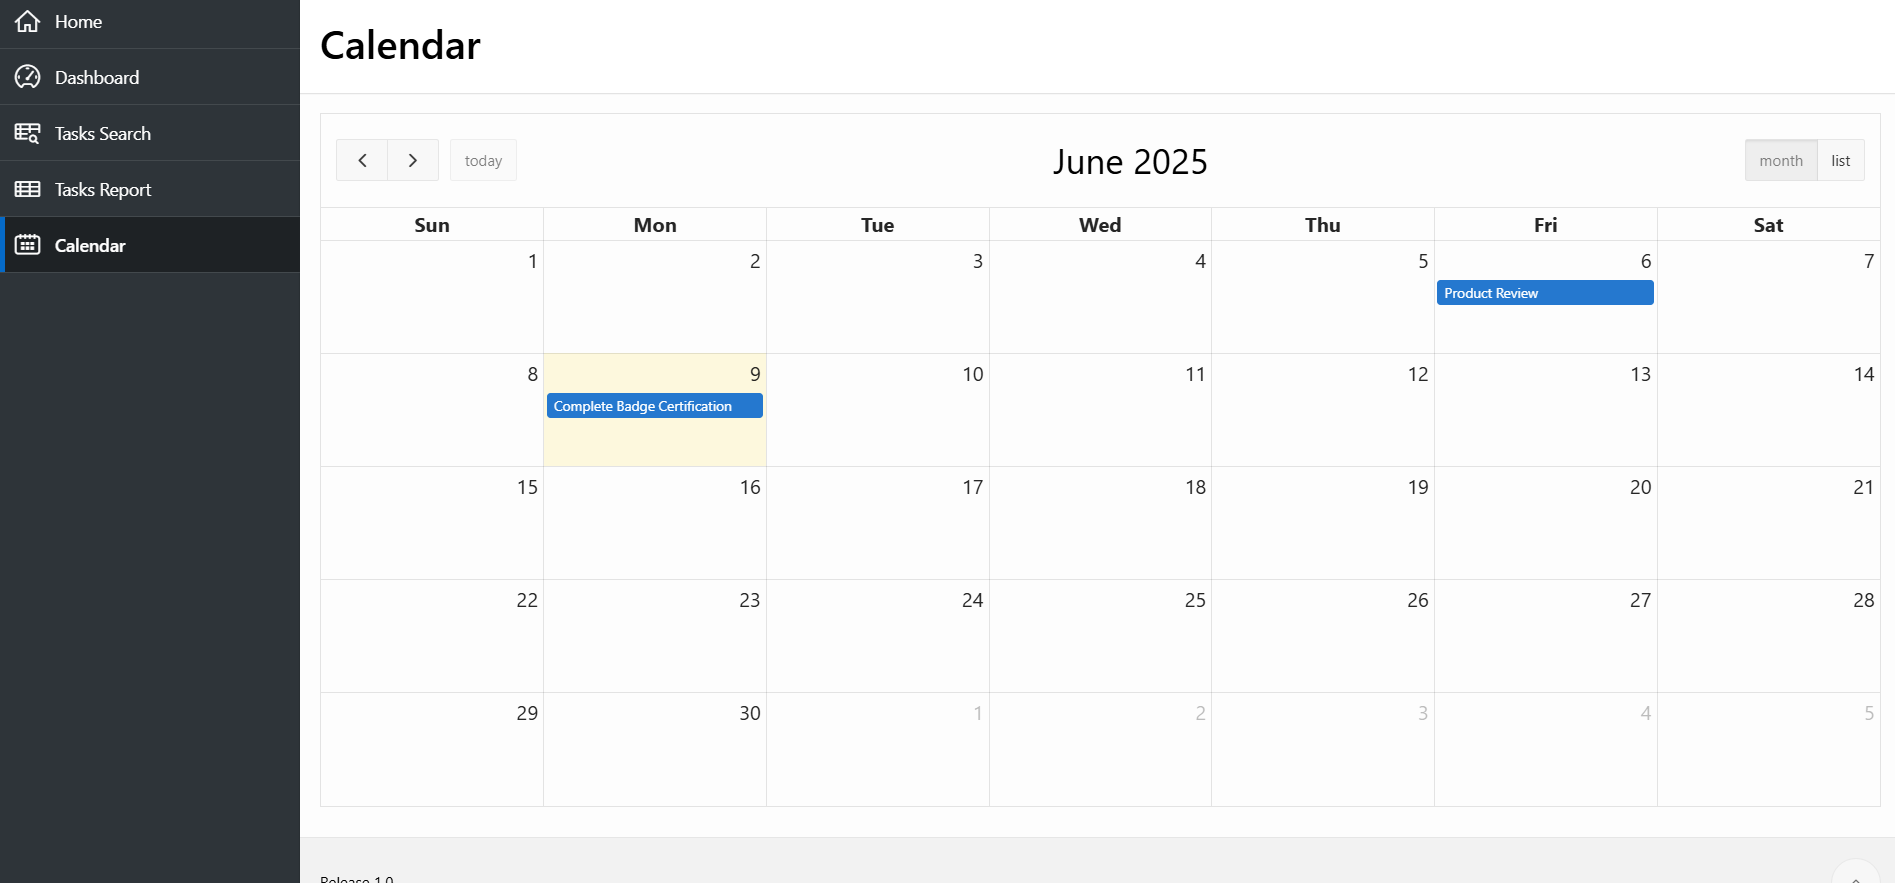 Home
Dashboard
Tasks Search
Tasks Report
Calendar
Calendar
today
June 2025
month list
Sun Mon Tue Wed Thu Fri Sat
1 2 3 4 5 6 7
Product Review
8 9 10 11 12 13 14
Complete Badge Certification
15 16 17 18 19 20 21
22 23 24 25 26 27 28
29 30 1 2 3 4 5
Release 1.0